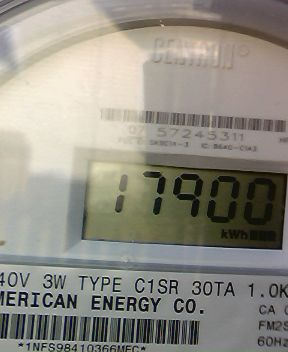 CENTRON®
07 57245311
17900
kWh
40V 3W TYPE C1SR 30TA 1.0K
MERICAN ENERGY CO.
CA
FM2S
60Hz
*1NFS98410366MEC*